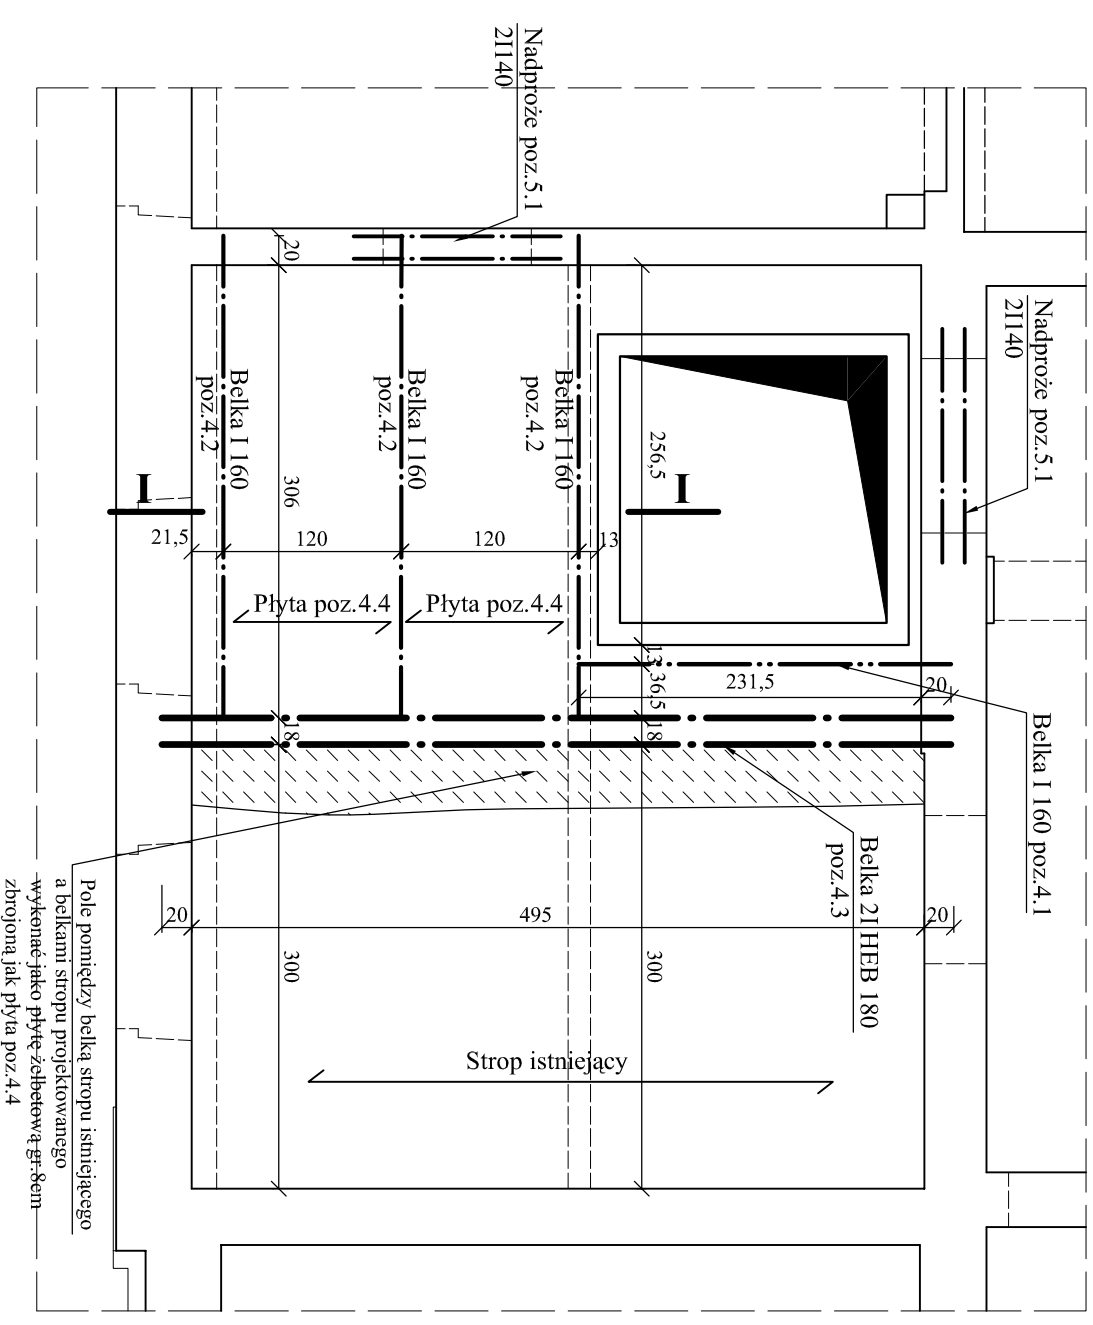 Nadproże poz.5.1
2I140
Nadproże poz.5.1
2I140
20
Belka I 160
poz.4.2
Belka I 160
poz.4.2
Belka I 160
poz.4.2
256,5
306
I
I
21,5
120
120
13
Płyta poz.4.4
Płyta poz.4.4
13
36,5
231,5
20
18
18
Belka I 160 poz.4.1
Belka 2I HEB 180
poz.4.3
20
495
20
300
300
Strop istniejący
Pole pomiędzy belką stropu istniejącego
a belkami stropu projektowanego
wykonać jako płytę żelbetową gr.8cm
zbrojoną jak płyta poz.4.4